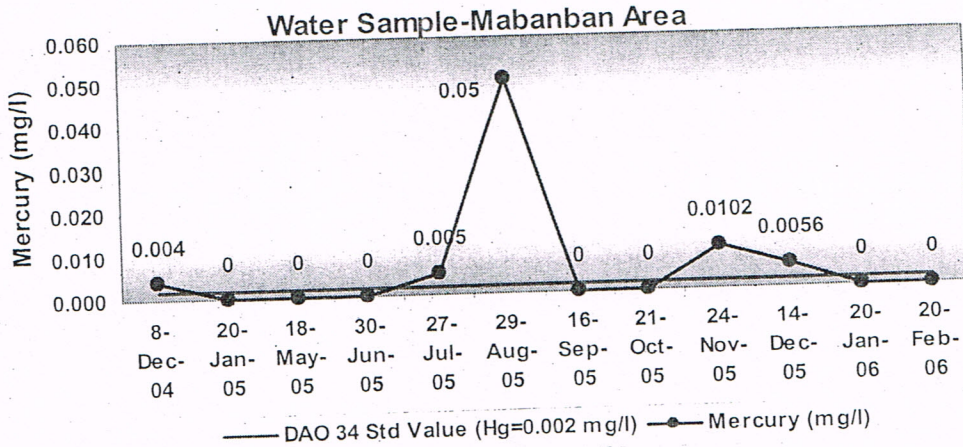 Water Sample-Mabanban Area
Mercury (mg/l)
0.060
0.050
0.040
0.030
0.020
0.010
0.000
0.004
0
0
0
0.005
0.05
0
0
0.0102
0.0056
0
0
8-Dec-04
20-Jan-05
18-May-05
30-Jun-05
27-Jul-05
29-Aug-05
16-Sep-05
21-Oct-05
24-Nov-05
14-Dec-05
20-Jan-06
20-Feb-06
DAO 34 Std Value (Hg=0.002 mg/l) Mercury (mg/l)